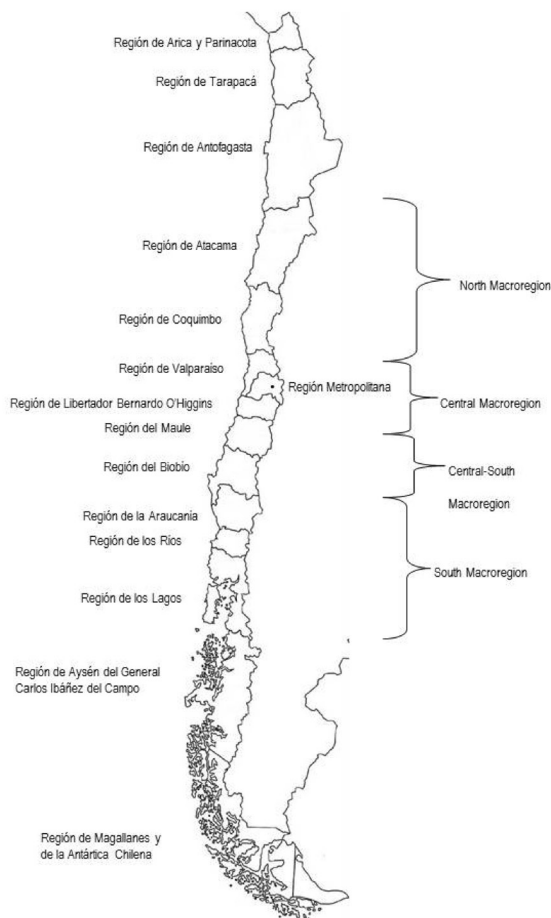 Región de Arica y Parinacota
Región de Tarapacá
Región de Antofagasta
Región de Atacama
North Macroregion
Región de Coquimbo
Región de Valparaíso
Región Metropolitana
Región de Libertador Bernardo O'Higgins
Central Macroregion
Región del Maule
Región del Biobío
Central-South
Macroregion
Región de la Araucanía
Región de los Ríos
South Macroregion
Región de los Lagos
Región de Aysén del General
Carlos Ibáñez del Campo
Región de Magallanes y
de la Antártica Chilena